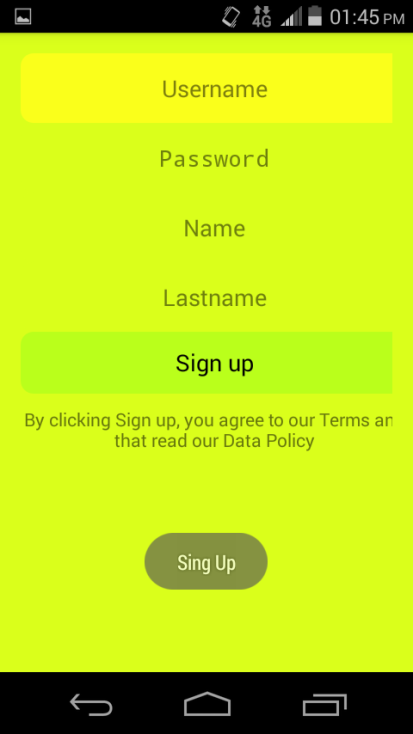 4G 01:45 PM
Username
Password
Name
Lastname
Sign up
By clicking Sign up, you agree to our Terms an
that read our Data Policy
Sing Up